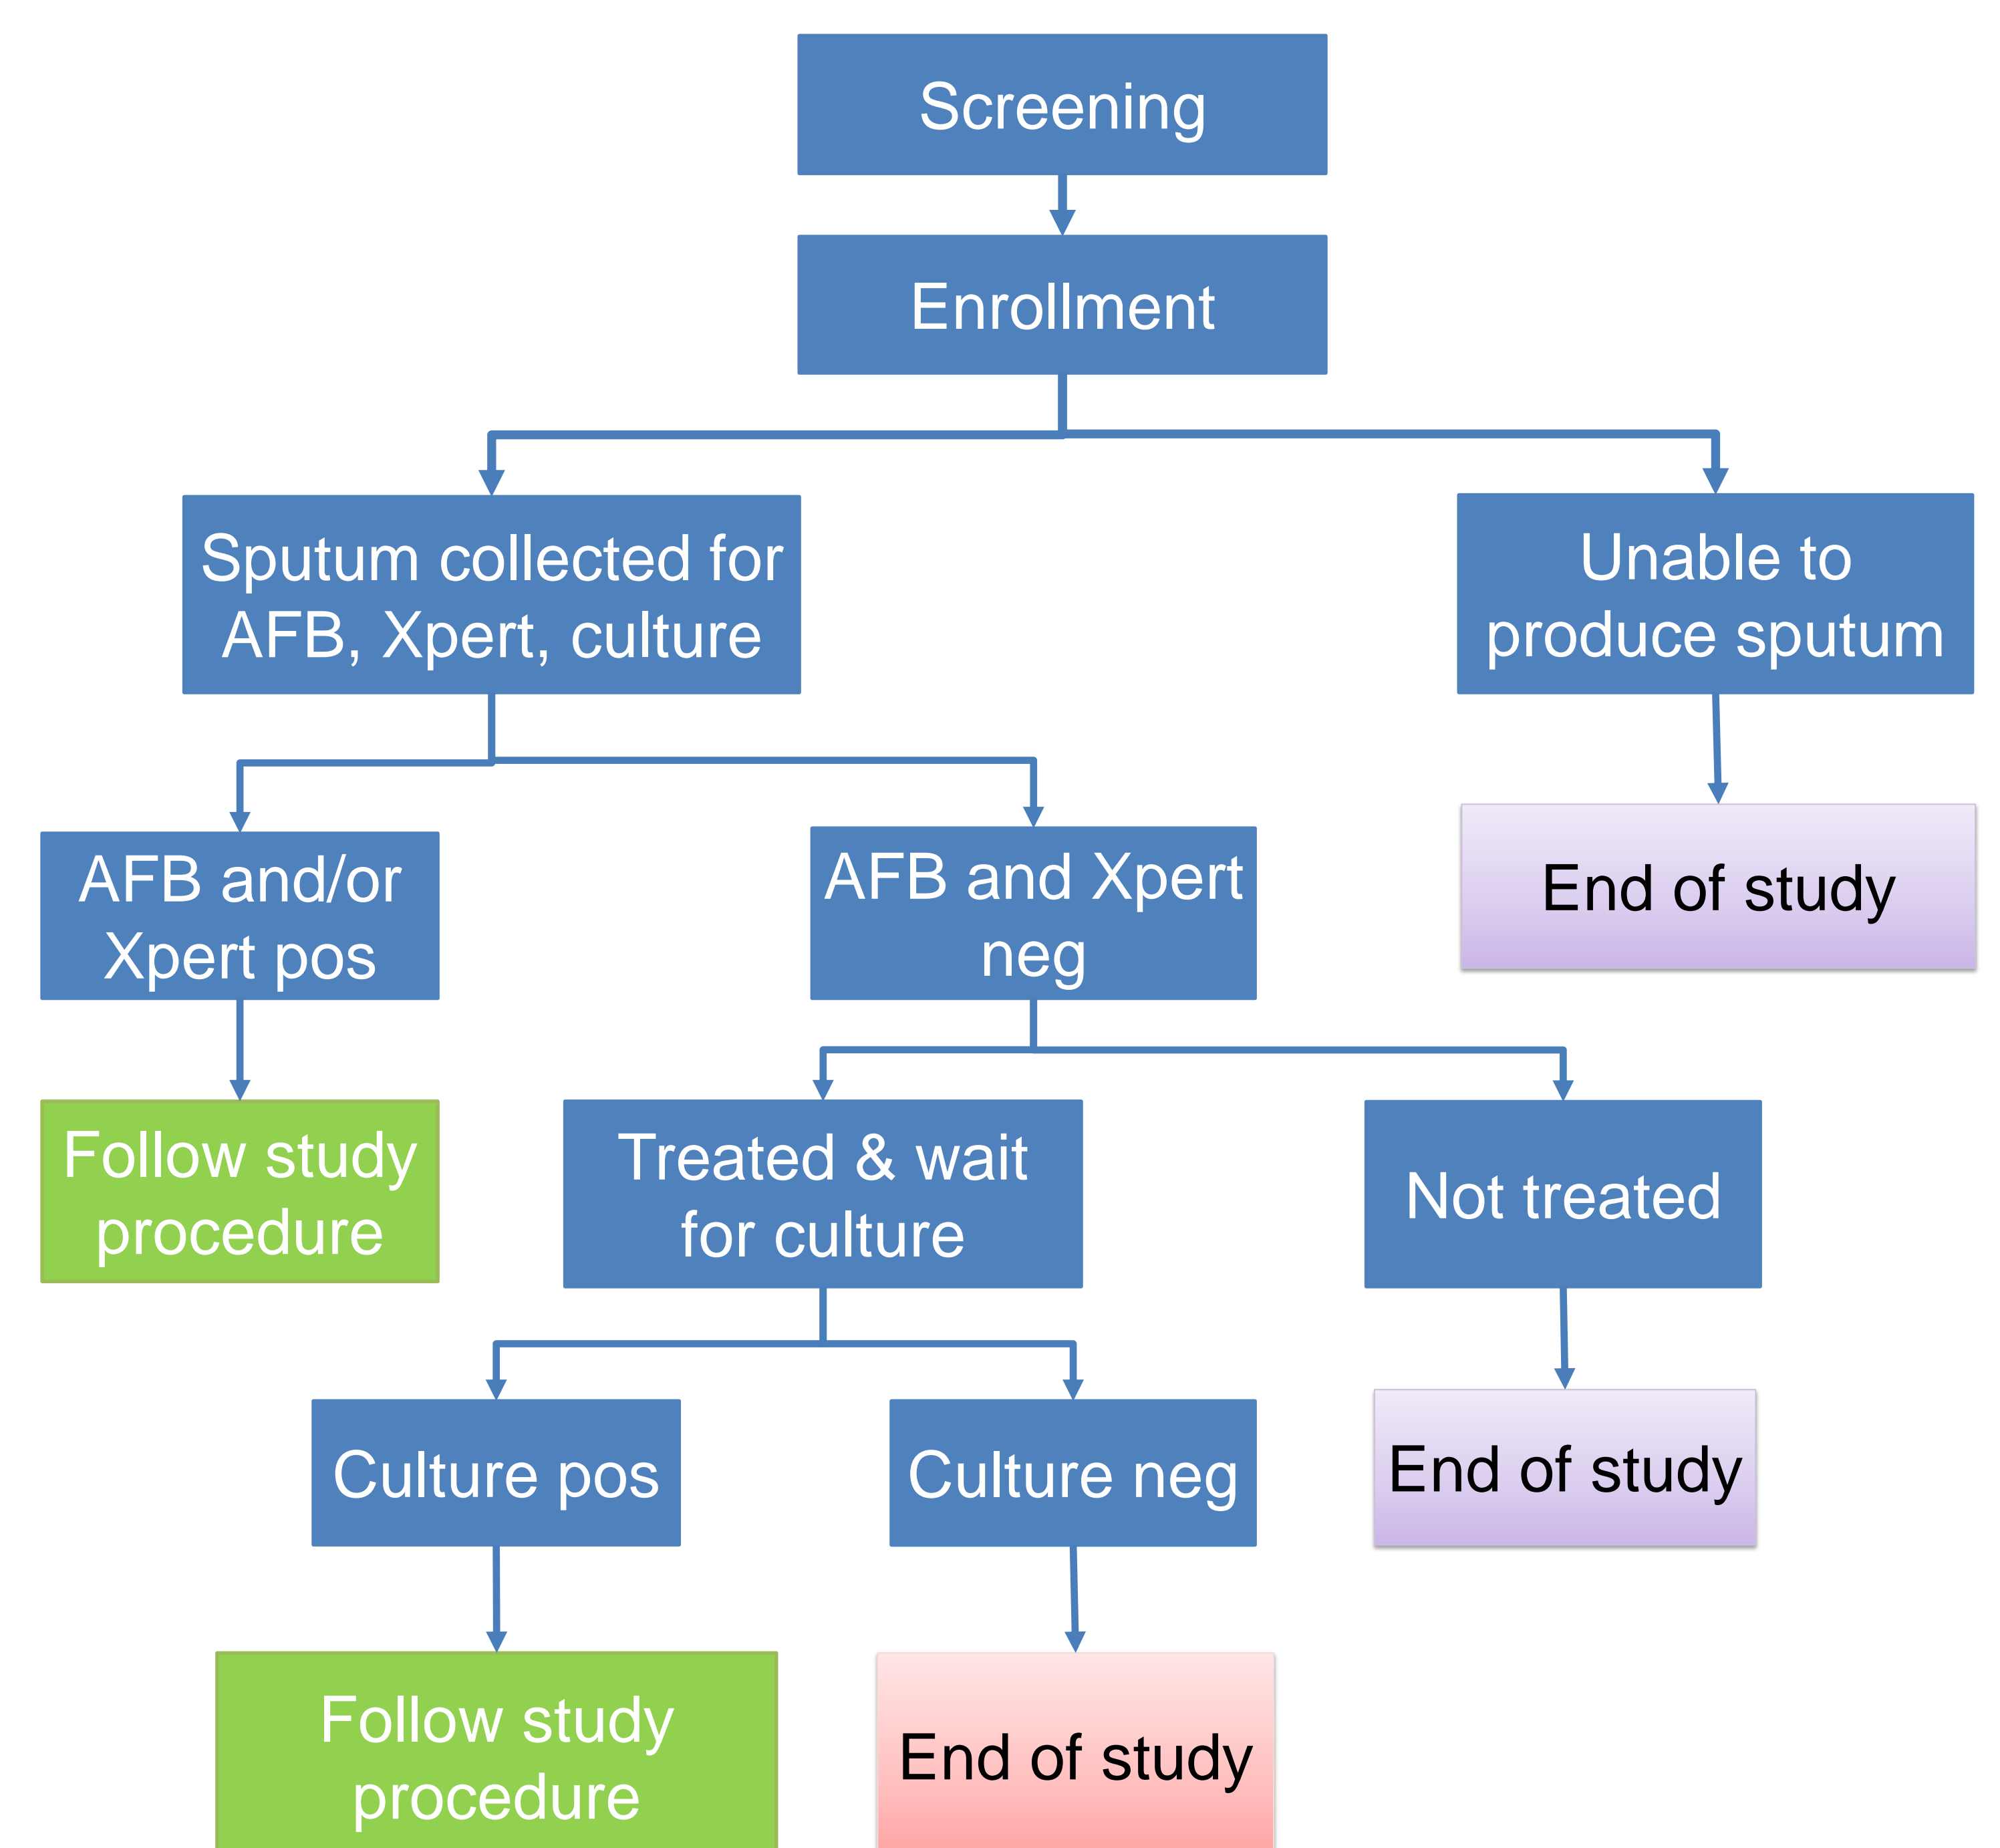 Screening
Enrollment
Sputum collected for
AFB, Xpert, culture
Unable to
produce sputum
AFB and/or
Xpert pos
AFB and Xpert
neg
End of study
Follow study
procedure
Treated & wait
for culture
Not treated
Culture pos
Culture neg
End of study
Follow study
procedure
End of study